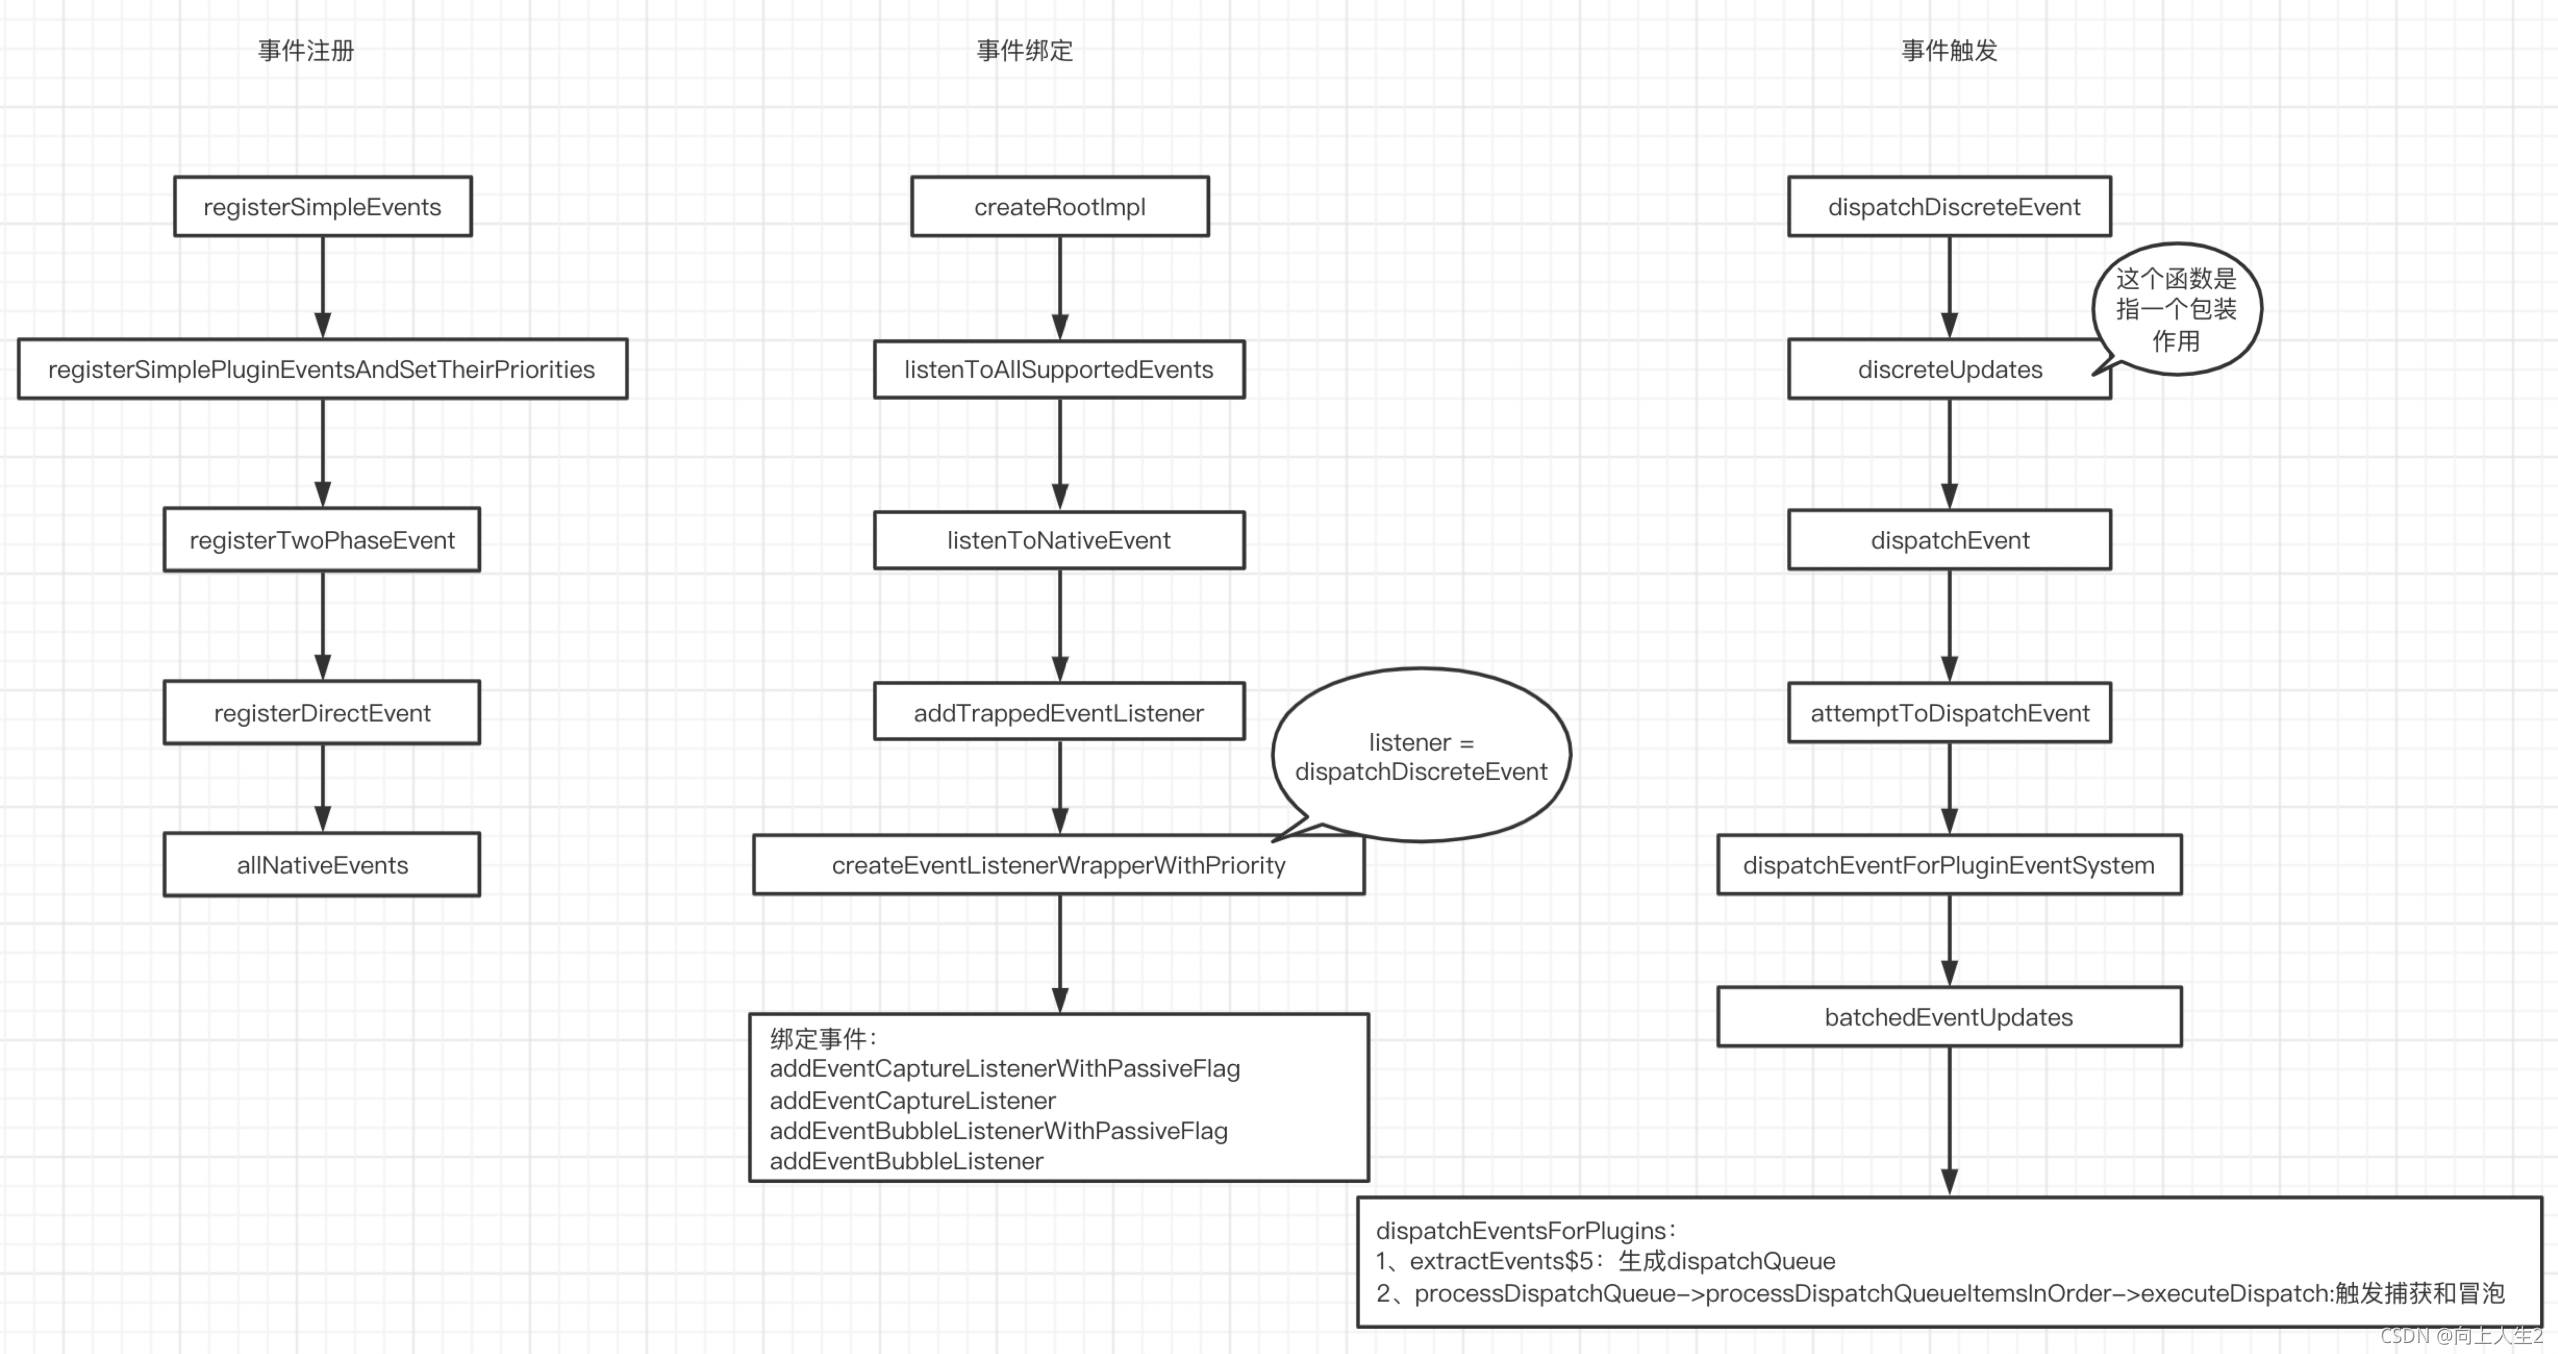 事件注册
registerSimpleEvents
registerSimplePluginEventsAndSetTheirPriorities
registerTwoPhaseEvent
registerDirectEvent
allNativeEvents
事件绑定
createRootImpl
listenToAllSupportedEvents
listenToNativeEvent
addTrappedEventListener
listener =
dispatchDiscreteEvent
createEventListenerWrapperWithPriority
绑定事件：
addEventCaptureListenerWithPassiveFlag
addEventCaptureListener
addEventBubbleListenerWithPassiveFlag
addEventBubbleListener
事件触发
dispatchDiscreteEvent
这个函数是
指一个包装
作用
discreteUpdates
dispatchEvent
attemptToDispatchEvent
dispatchEventForPluginEventSystem
batchedEventUpdates
dispatchEventsForPlugins：
1、extractEvents$5：生成dispatchQueue
2、processDispatchQueue->processDispatchQueueItemsInOrder->executeDispatch:触发捕获和冒泡
CSDN @向上人生2